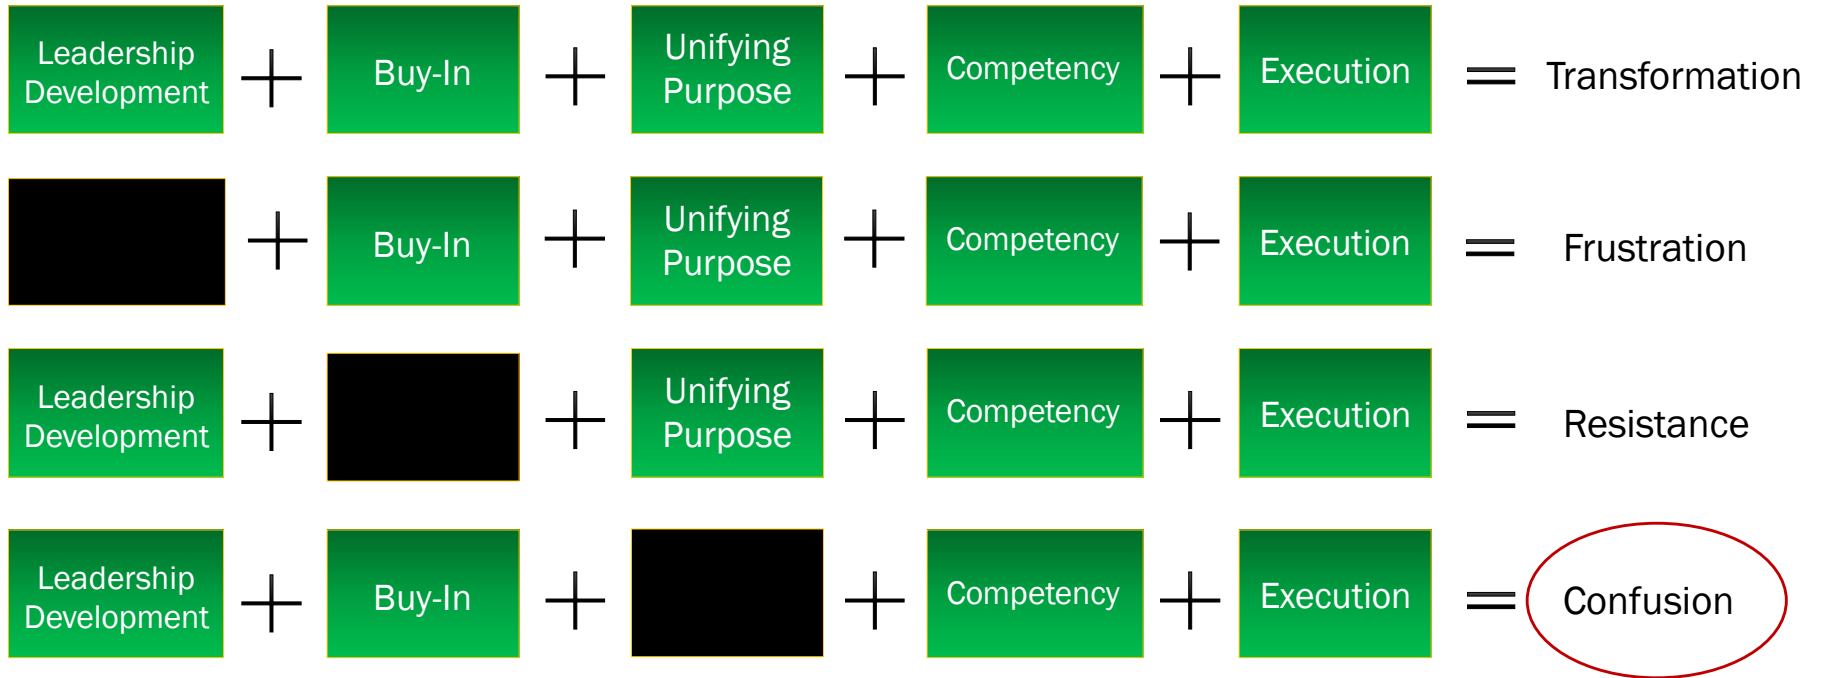 Leadership
Development + Buy-In + Unifying
Purpose + Competency + Execution = Transformation
+ Buy-In + Unifying
Purpose + Competency + Execution = Frustration
Leadership
Development + + Unifying
Purpose + Competency + Execution = Resistance
Leadership
Development + Buy-In + + Competency + Execution = Confusion